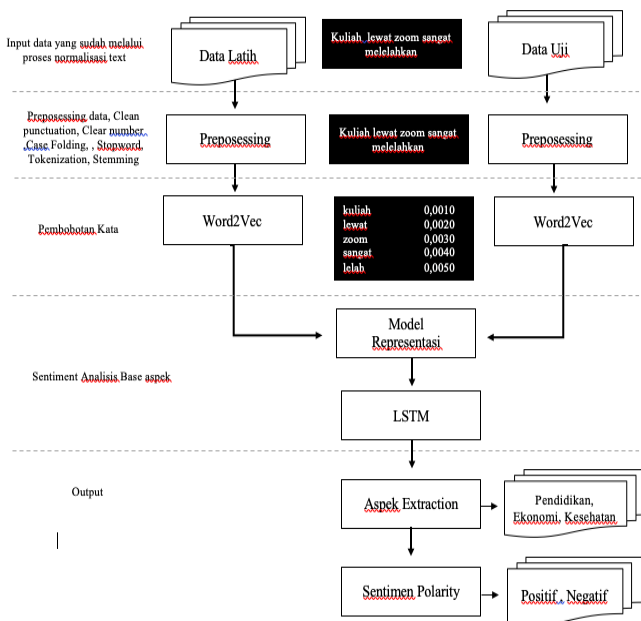 Input data yang sudah melalui
proses normalisasi text
Data Latih
Kuliah lewat zoom sangat
melelahkan
Data Uji
Preposessing data, Clean
punctuation, Clear number
,Case Folding, , Stopword,
Tokenization, Stemming
Preposessing
Kuliah lewat zoom sangat
melelahkan
Preposessing
Pembobotan Kata
Word2Vec
kuliah 0,0010
lewat 0,0020
zoom 0,0030
sangat 0,0040
lelah 0,0050
Word2Vec
Model
Representasi
Sentiment Analisis Base aspek
LSTM
Output
Aspek Extraction
Pendidikan,
Ekonomi, Kesehatan
Sentimen Polarity
Positif , Negatif